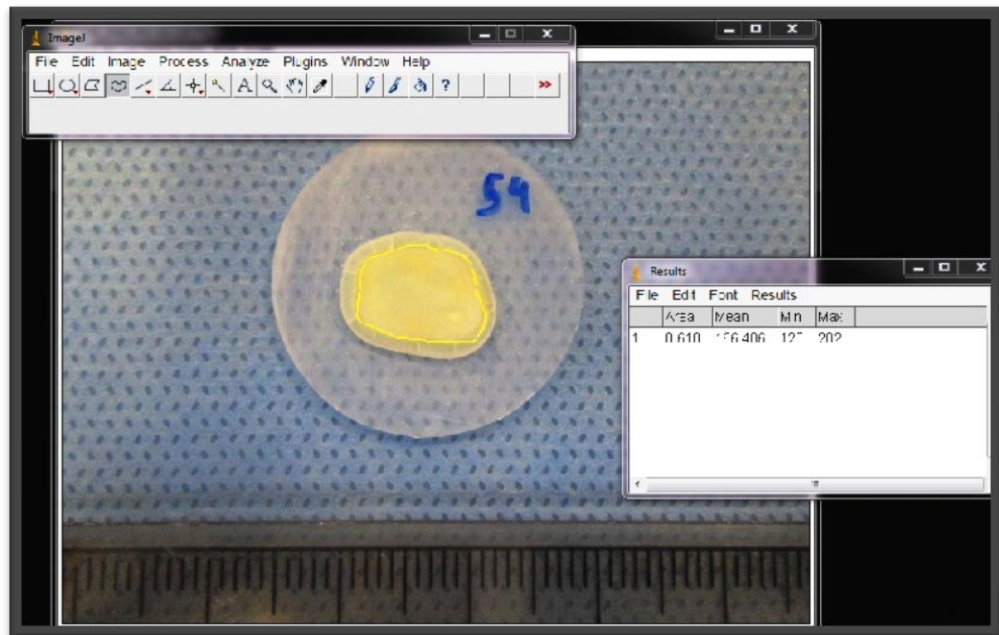 ImageJ
File Edit Image Process Analyze Plugins Window Help
A ? >>
54
Results
File Edit Font Results
Area Mean Min Max
1 0.610 202